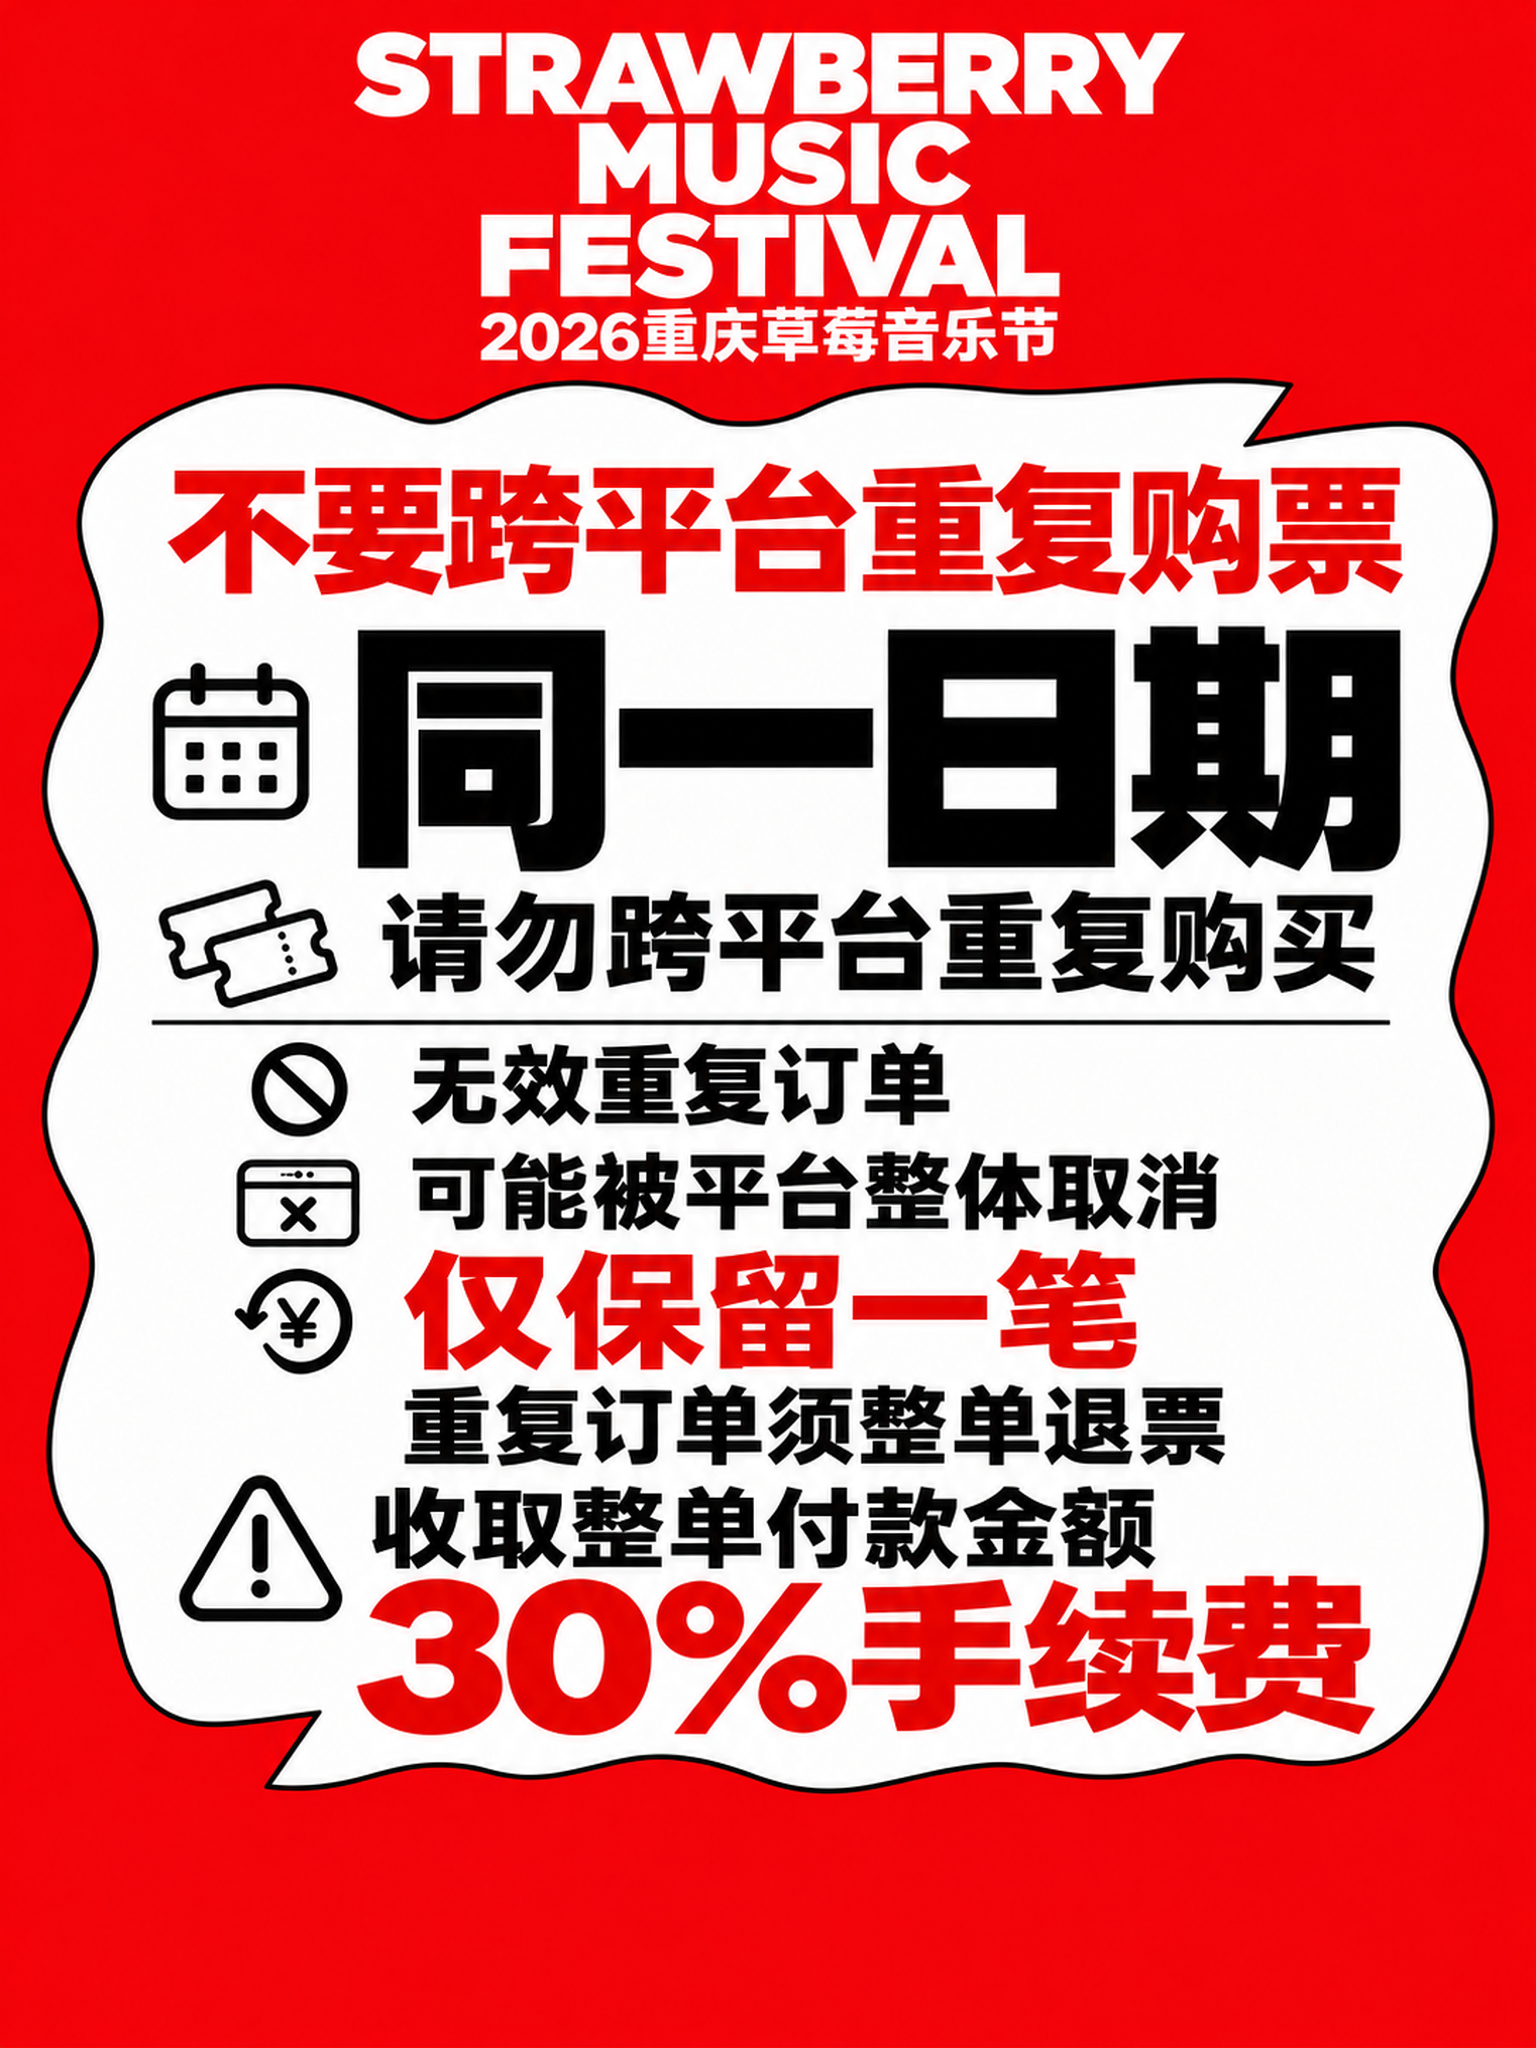 STRAWBERRY
MUSIC
FESTIVAL
2026重庆草莓音乐节
不要跨平台重复购票
同一日期
请勿跨平台重复购买
无效重复订单
可能被平台整体取消
仅保留一笔
重复订单须整单退票
收取整单付款金额
30%手续费